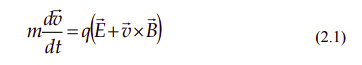 m dv⃗/dt = q(E⃗ + v⃗ × B⃗) (2.1)